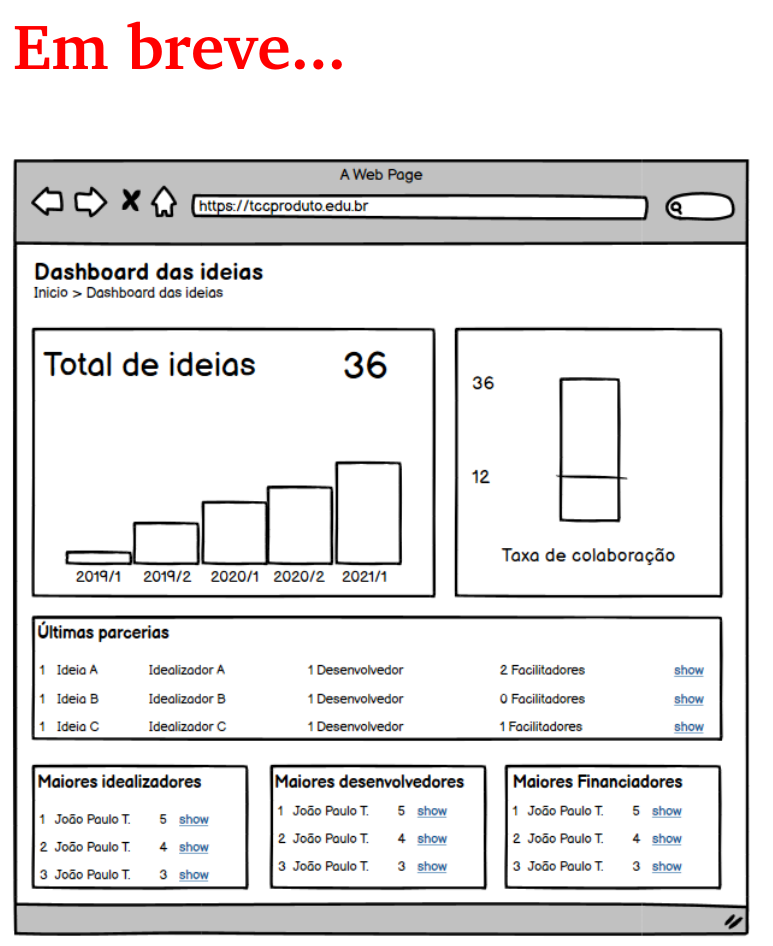 Em breve...
A Web Page
https://tccproduto.edu.br
Dashboard das ideias
Inicio > Dashboard das ideias
Total de ideias 36
2019/1 2019/2 2020/1 2020/2 2021/1
36
12
Taxa de colaboração
Últimas parcerias
1 Ideia A Idealizador A 1 Desenvolvedor 2 Facilitadores show
1 Ideia B Idealizador B 1 Desenvolvedor 0 Facilitadores show
1 Ideia C Idealizador C 1 Desenvolvedor 1 Facilitadores show
Maiores idealizadores
1 João Paulo T. 5 show
2 João Paulo T. 4 show
3 João Paulo T. 3 show
Maiores desenvolvedores
1 João Paulo T. 5 show
2 João Paulo T. 4 show
3 João Paulo T. 3 show
Maiores Financiadores
1 João Paulo T. 5 show
2 João Paulo T. 4 show
3 João Paulo T. 3 show